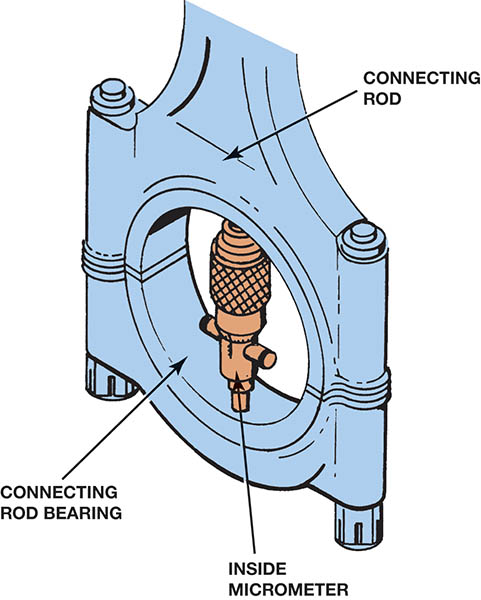 CONNECTING
ROD
CONNECTING
ROD BEARING
INSIDE
MICROMETER